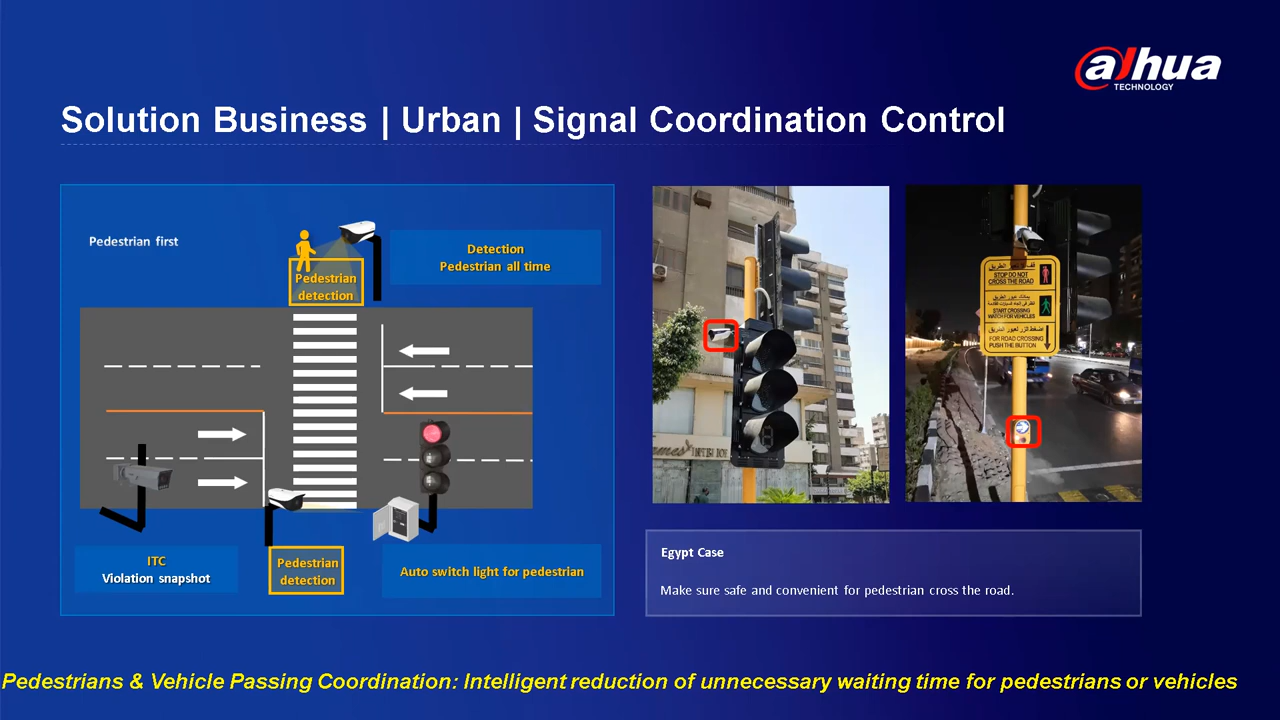 alhua
TECHNOLOGY
Solution Business | Urban | Signal Coordination Control
Pedestrian first
Pedestrian
detection
Detection
Pedestrian all time
ITC
Violation snapshot
Pedestrian
detection
Auto switch light for pedestrian
STOP DO NOT
CROSS THE ROAD
START CROSSING
WATCH FOR VEHICLES
FOR ROAD CROSSING
PUSH THE BUTTON
Egypt Case
Make sure safe and convenient for pedestrian cross the road.
Pedestrians & Vehicle Passing Coordination: Intelligent reduction of unnecessary waiting time for pedestrians or vehicles